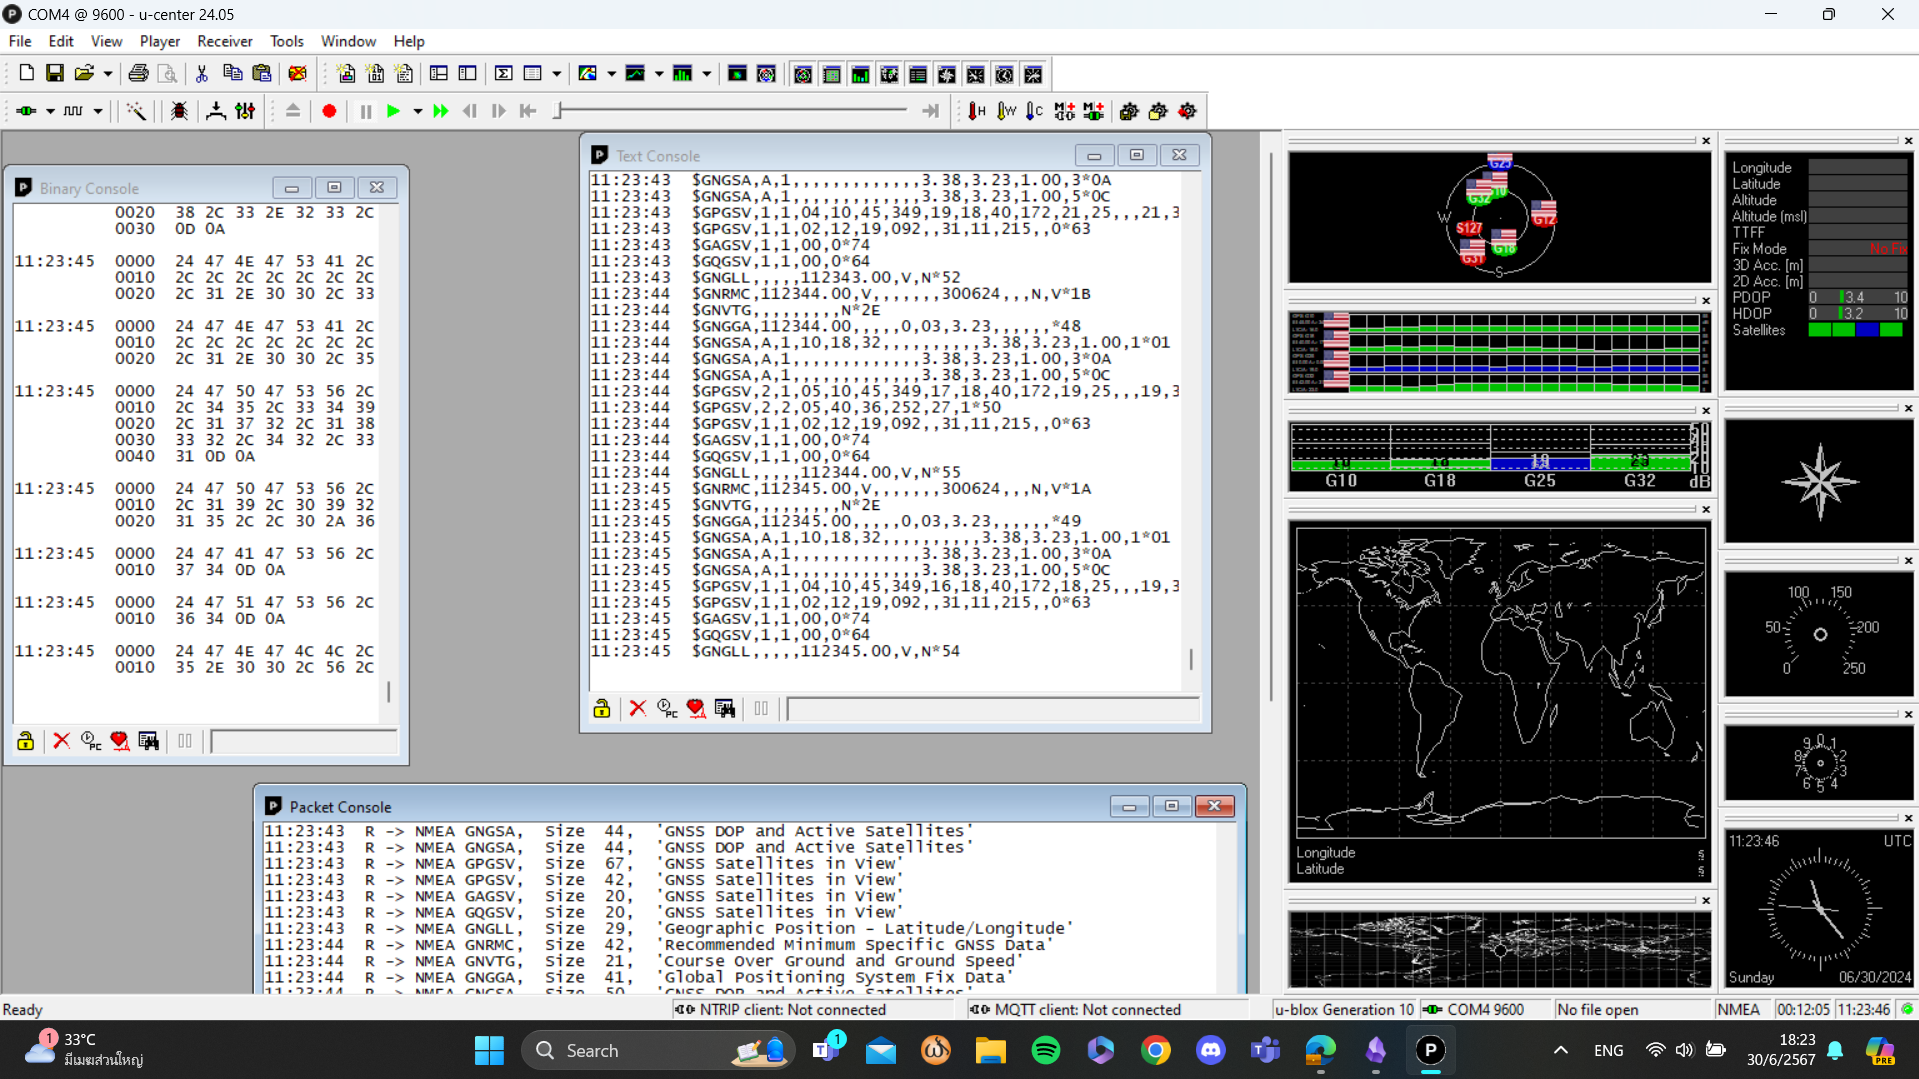 COM4 @ 9600 - u-center 24.05
File Edit View Player Receiver Tools Window Help
Binary Console
0020 38 2C 33 2E 32 33 2C
0030 0D 0A
11:23:45 0000 24 47 4E 47 53 41 2C
0010 2C 2C 2C 2C 2C 2C 2C
0020 2C 31 2E 30 30 2C 33
11:23:45 0000 24 47 4E 47 53 41 2C
0010 2C 2C 2C 2C 2C 2C 2C
0020 2C 31 2E 30 30 2C 35
11:23:45 0000 24 47 50 47 53 56 2C
0010 2C 34 35 2C 33 34 39
0020 2C 31 37 32 2C 31 38
0030 33 32 2C 34 32 2C 33
0040 31 0D 0A
11:23:45 0000 24 47 50 47 53 56 2C
0010 2C 31 39 2C 30 39 32
0020 31 35 2C 2C 30 2A 36
11:23:45 0000 24 47 41 47 53 56 2C
0010 37 34 0D 0A
11:23:45 0000 24 47 51 47 53 56 2C
0010 36 34 0D 0A
11:23:45 0000 24 47 4E 47 4C 4C 2C
0010 35 2E 30 30 2C 56 2C
Text Console
11:23:43 $GNGSA,A,1,,,,,,,,,,,,,3.38,3.23,1.00,3*0A
11:23:43 $GNGSA,A,1,,,,,,,,,,,,,3.38,3.23,1.00,5*0C
11:23:43 $GPGSV,1,1,04,10,45,349,19,18,40,172,21,25,,,21,3
11:23:43 $GPGSV,1,1,02,12,19,092,,31,11,215,,0*63
11:23:43 $GAGSV,1,1,00,0*74
11:23:43 $GQGSV,1,1,00,0*64
11:23:43 $GNGLL,,,,,112343.00,V,N*52
11:23:44 $GNRMC,112344.00,V,,,,,,,300624,,,N,V*1B
11:23:44 $GNVTG,,,,,,,,,N*2E
11:23:44 $GNGGA,112344.00,,,,,0,03,3.23,,,,,,*48
11:23:44 $GNGSA,A,1,10,18,32,,,,,,,,,,3.38,3.23,1.00,1*01
11:23:44 $GNGSA,A,1,,,,,,,,,,,,,3.38,3.23,1.00,3*0A
11:23:44 $GNGSA,A,1,,,,,,,,,,,,,3.38,3.23,1.00,5*0C
11:23:44 $GPGSV,2,1,05,10,45,349,17,18,40,172,19,25,,,19,3
11:23:44 $GPGSV,2,2,05,40,36,252,27,1*50
11:23:44 $GPGSV,1,1,02,12,19,092,,31,11,215,,0*63
11:23:44 $GAGSV,1,1,00,0*74
11:23:44 $GQGSV,1,1,00,0*64
11:23:44 $GNGLL,,,,,112344.00,V,N*55
11:23:45 $GNRMC,112345.00,V,,,,,,,300624,,,N,V*1A
11:23:45 $GNVTG,,,,,,,,,N*2E
11:23:45 $GNGGA,112345.00,,,,,0,03,3.23,,,,,,*49
11:23:45 $GNGSA,A,1,10,18,32,,,,,,,,,,3.38,3.23,1.00,1*01
11:23:45 $GNGSA,A,1,,,,,,,,,,,,,3.38,3.23,1.00,3*0A
11:23:45 $GNGSA,A,1,,,,,,,,,,,,,3.38,3.23,1.00,5*0C
11:23:45 $GPGSV,1,1,04,10,45,349,16,18,40,172,18,25,,,19,3
11:23:45 $GPGSV,1,1,02,12,19,092,,31,11,215,,0*63
11:23:45 $GAGSV,1,1,00,0*74
11:23:45 $GQGSV,1,1,00,0*64
11:23:45 $GNGLL,,,,,112345.00,V,N*54
Packet Console
11:23:43 R -> NMEA GNGSA, Size 44, 'GNSS DOP and Active Satellites'
11:23:43 R -> NMEA GNGSA, Size 44, 'GNSS DOP and Active Satellites'
11:23:43 R -> NMEA GPGSV, Size 67, 'GNSS Satellites in View'
11:23:43 R -> NMEA GPGSV, Size 42, 'GNSS Satellites in View'
11:23:43 R -> NMEA GAGSV, Size 20, 'GNSS Satellites in View'
11:23:43 R -> NMEA GQGSV, Size 20, 'GNSS Satellites in View'
11:23:43 R -> NMEA GNGLL, Size 29, 'Geographic Position - Latitude/Longitude'
11:23:44 R -> NMEA GNRMC, Size 42, 'Recommended Minimum Specific GNSS Data'
11:23:44 R -> NMEA GNVTG, Size 21, 'Course Over Ground and Ground Speed'
11:23:44 R -> NMEA GNGGA, Size 41, 'Global Positioning System Fix Data'
11:23:44 R -> NMEA GNGSA, Size 50, 'GNSS DOP and Active Satellites'
G25
G32
G12
W
S127
G18
G31
S
G10 G18 G25 G32 dB
Longitude
Latitude
Longitude
Latitude
Altitude
Altitude (msl)
TTFF
Fix Mode No Fix
3D Acc. [m]
2D Acc. [m]
PDOP 0 3.4 10
HDOP 0 3.2 10
Satellites
100 150
50 200
0 250
9 0 1
8 2
7 3
6 5 4
11:23:46 UTC
Sunday 06/30/2024
Ready
NTRIP client: Not connected
MQTT client: Not connected
u-blox Generation 10
COM4 9600
No file open
NMEA
00:12:05
11:23:46
1
33°C
มีเมฆส่วนใหญ่
Search
1
ENG
18:23
30/6/2567
PRE